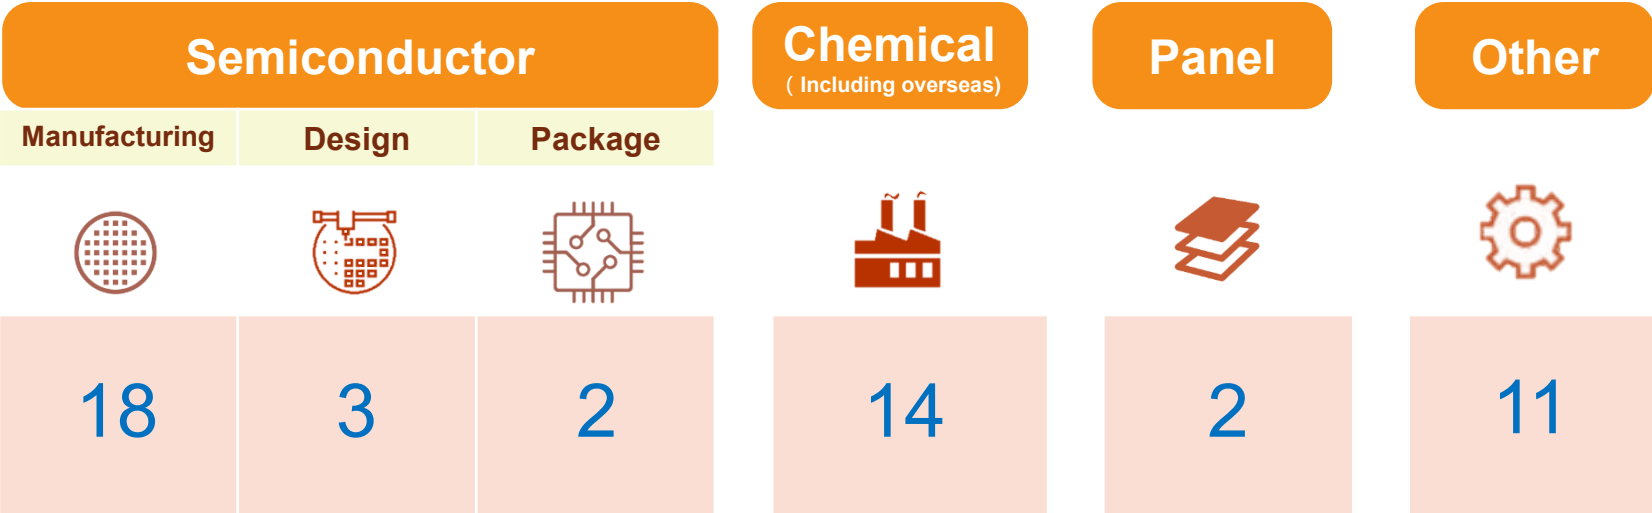 Semiconductor
Chemical
( Including overseas)
Panel
Other
Manufacturing
Design
Package
18
3
2
14
2
11